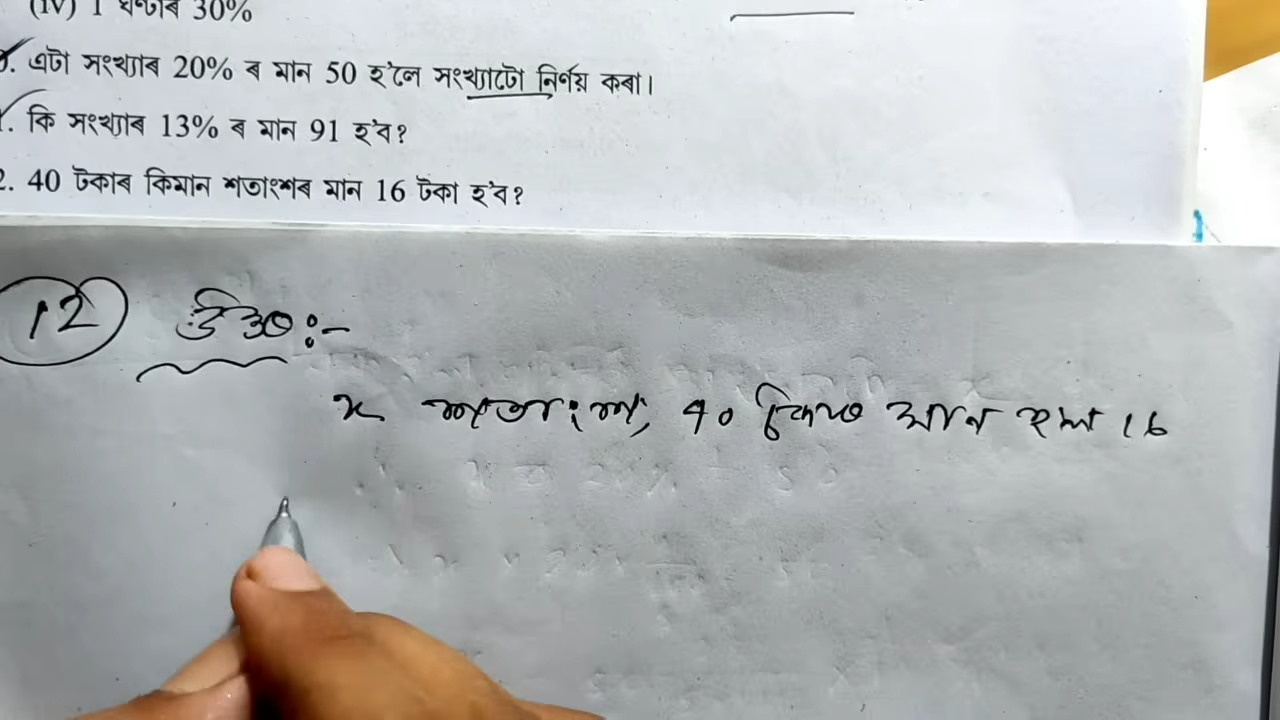 (iv) 1 ঘণ্টাৰ 30%
. এটা সংখ্যাৰ 20% ৰ মান 50 হ'লে সংখ্যাটো নিৰ্ণয় কৰা।
. কি সংখ্যাৰ 13% ৰ মান 91 হ'ব?
2. 40 টকাৰ কিমান শতাংশৰ মান 16 টকা হ'ব?
12 উত্তৰ:-
x শতাংশ, 40 মান হ'ল 16